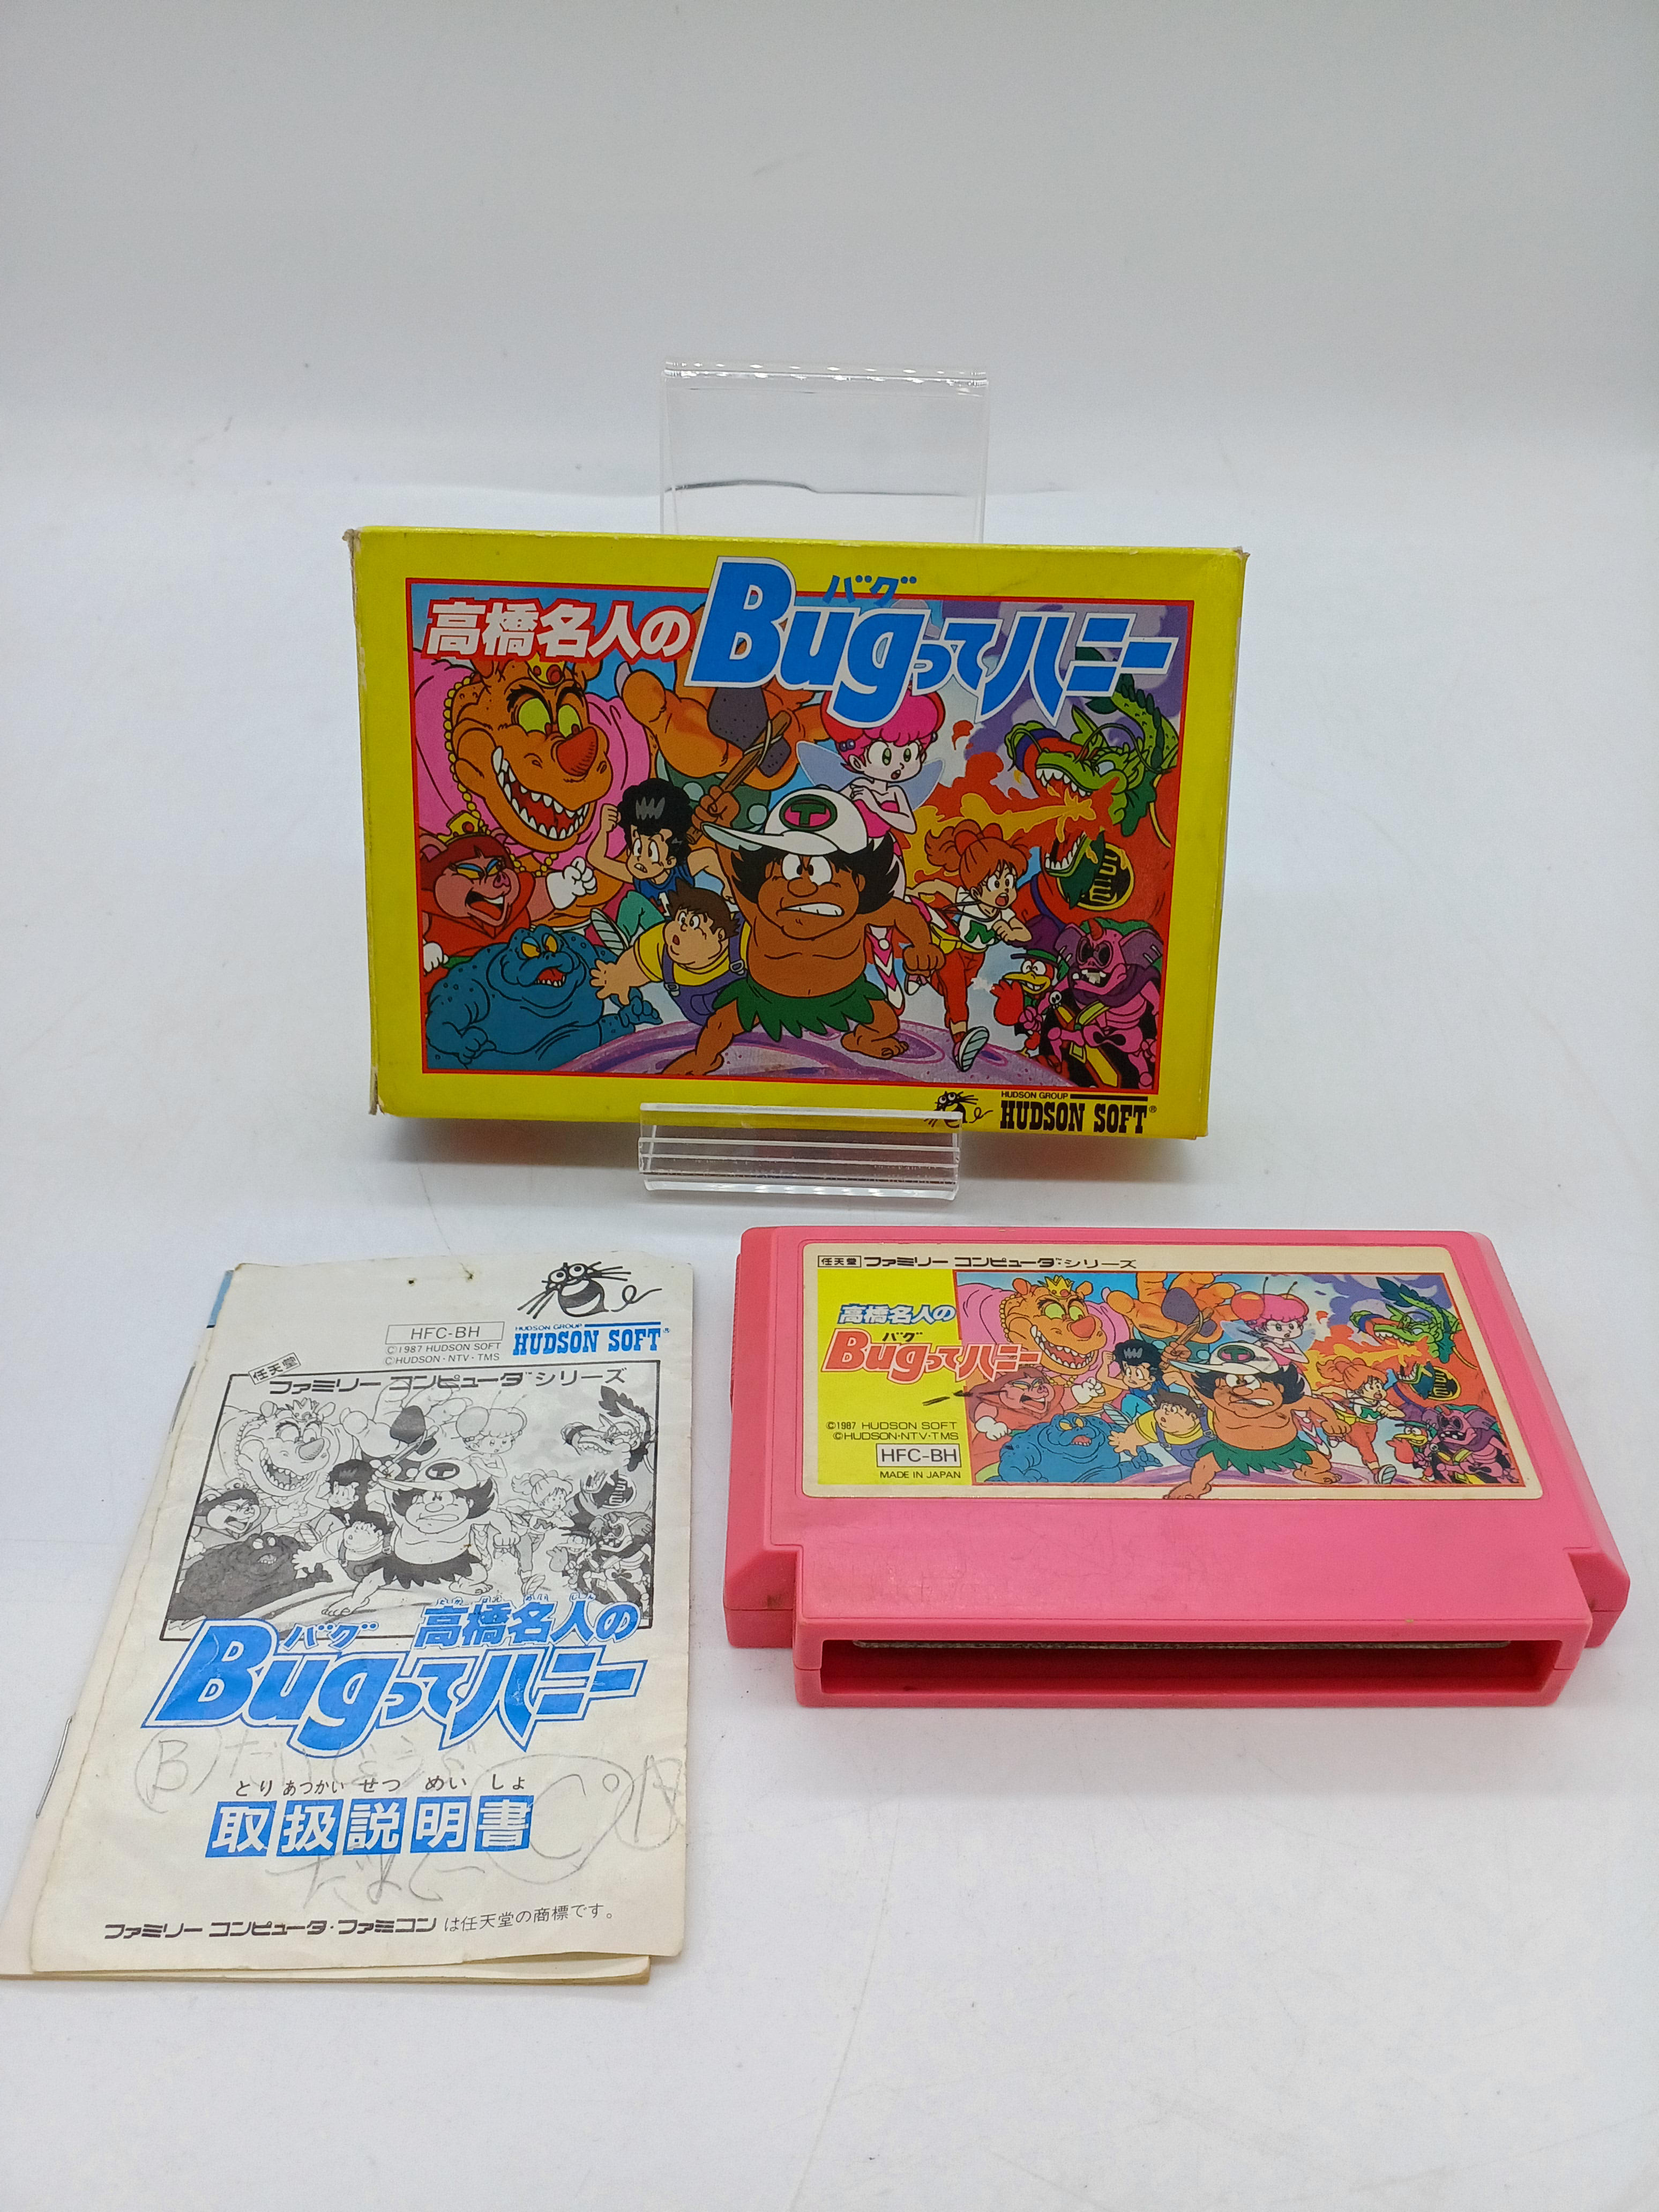 高橋名人の
バグ
Bugってハニー
T
HUDSON GROUP
HUDSON SOFT®
HFC-BH
©1987 HUDSON SOFT
©HUDSON・NTV・TMS
HUDSON GROUP
HUDSON SOFT®
任天堂
ファミリー コンピュータ™シリーズ
T
高橋名人の
バグ
Bugってハニー
B
とり あつかい せつ めい しょ
取扱説明書
ファミリー コンピュータ・ファミコン は任天堂の商標です。
任天堂 ファミリー コンピュータ™シリーズ
高橋名人の
バグ
Bugってハニー
T
©1987 HUDSON SOFT
©HUDSON・NTV・TMS
HFC-BH
MADE IN JAPAN